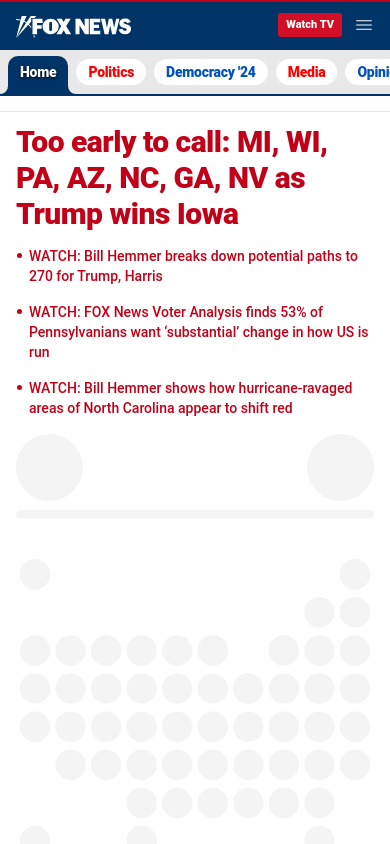 FOX NEWS
Watch TV
Home
Politics
Democracy '24
Media
Opini
Too early to call: MI, WI,
PA, AZ, NC, GA, NV as
Trump wins Iowa
WATCH: Bill Hemmer breaks down potential paths to
270 for Trump, Harris
WATCH: FOX News Voter Analysis finds 53% of
Pennsylvanians want ‘substantial’ change in how US is
run
WATCH: Bill Hemmer shows how hurricane-ravaged
areas of North Carolina appear to shift red